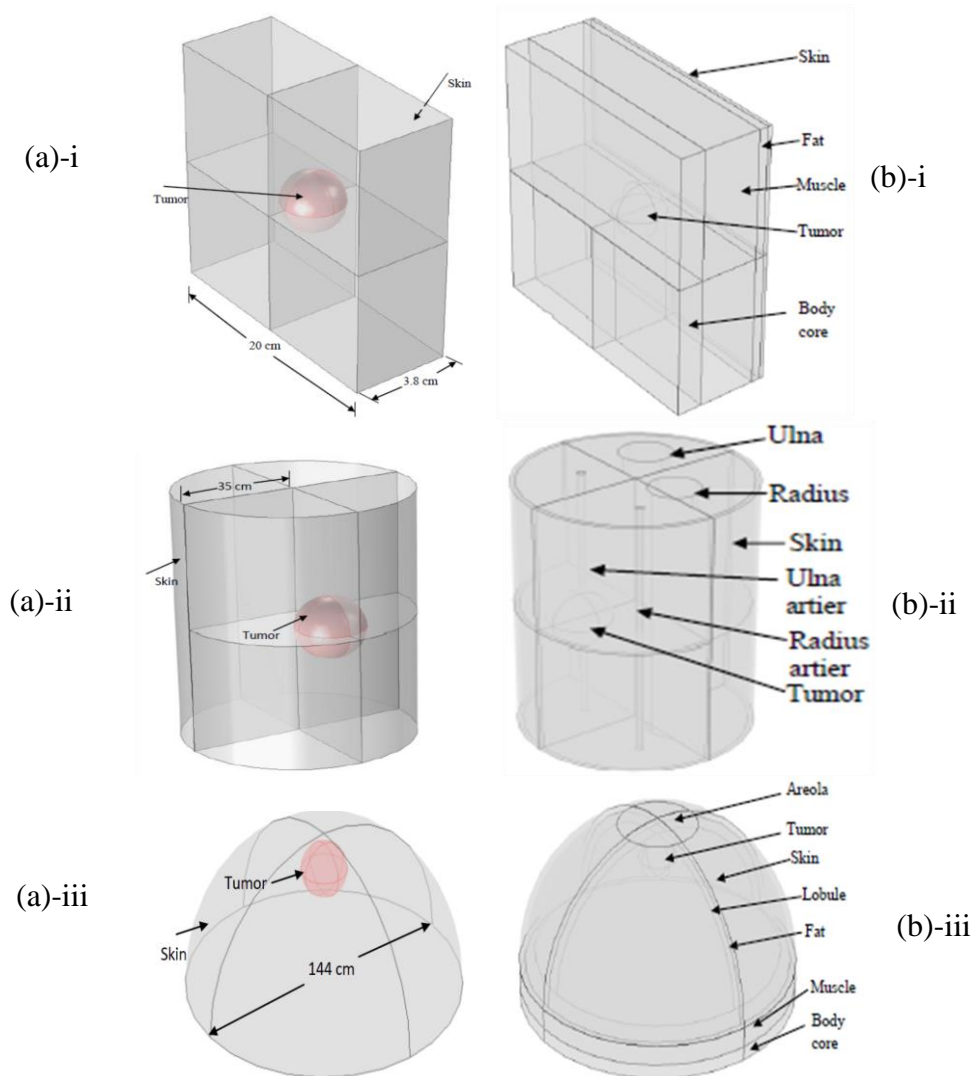 (a)-i
Skin
Tumor
20 cm
3.8 cm
Skin
Fat
Muscle
Tumor
Body
core
(b)-i
(a)-ii
35 cm
Skin
Tumor
Ulna
Radius
Skin
Ulna
artier
Radius
artier
Tumor
(b)-ii
(a)-iii
Tumor
Skin
144 cm
Areola
Tumor
Skin
Lobule
Fat
Muscle
Body
core
(b)-iii